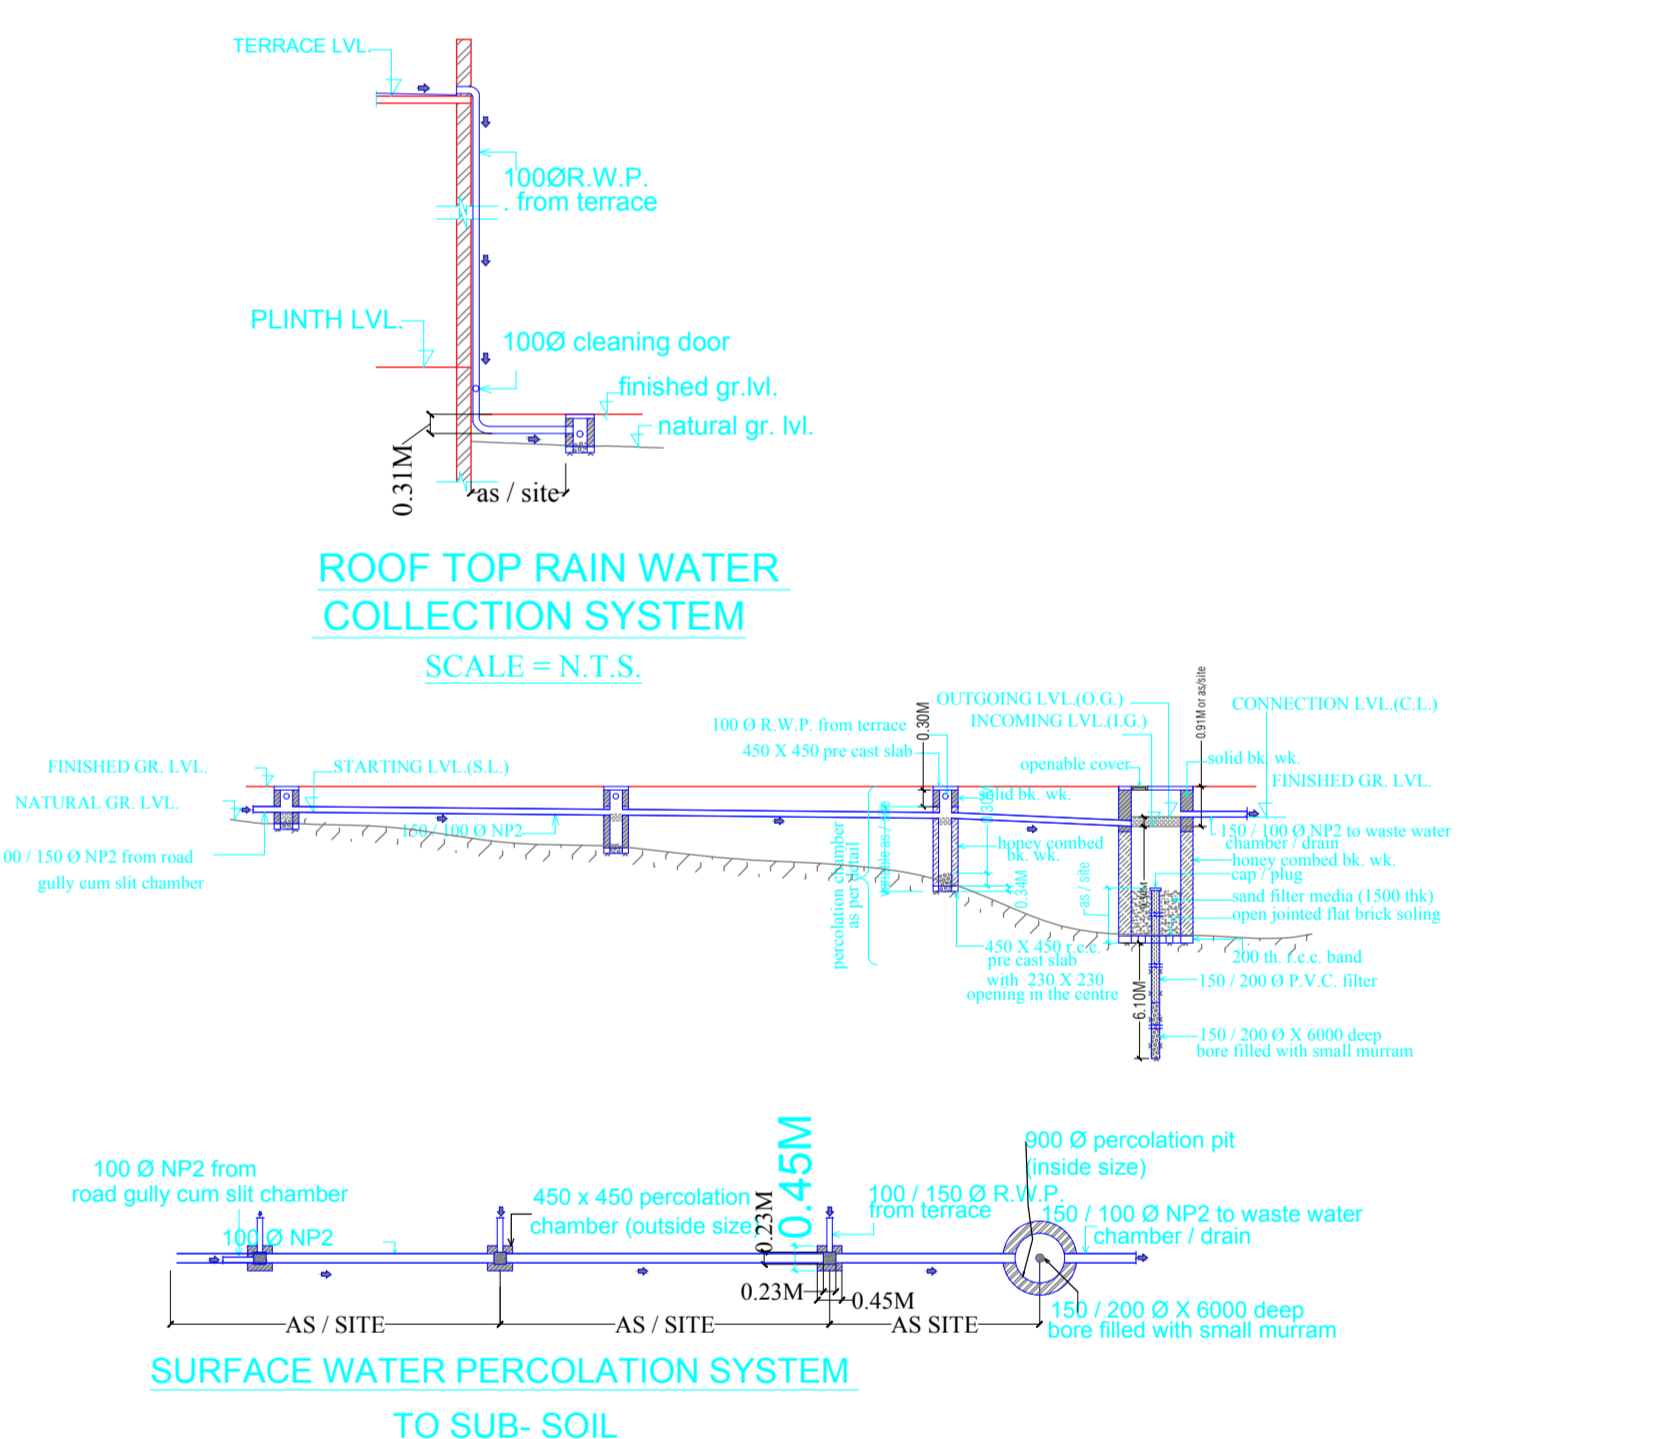 TERRACE LVL.
100ØR.W.P.
. from terrace
PLINTH LVL.
100Ø cleaning door
finished gr.lvl.
natural gr. lvl.
0.31M
as / site
ROOF TOP RAIN WATER
COLLECTION SYSTEM
SCALE = N.T.S.
OUTGOING LVL.(O.G.)
INCOMING LVL.(I.G.)
0.91M or as/site
CONNECTION LVL.(C.L.)
100 Ø R.W.P. from terrace
0.30M
450 X 450 pre cast slab
openable cover
solid bk. wk.
FINISHED GR. LVL.
STARTING LVL.(S.L.)
FINISHED GR. LVL.
NATURAL GR. LVL.
solid bk. wk.
0.30M
150 / 100 Ø NP2
150 / 100 Ø NP2 to waste water
chamber / drain
00 / 150 Ø NP2 from road
gully cum slit chamber
percolation chamber
as per detail
variable as / site
honey combed
bk. wk.
0.34M
as / site
honey combed bk. wk.
cap / plug
sand filter media (1500 thk)
open jointed flat brick soling
450 X 450 r.c.c.
pre cast slab
with 230 X 230
opening in the centre
200 th. r.c.c. band
6.10M
150 / 200 Ø P.V.C. filter
150 / 200 Ø X 6000 deep
bore filled with small murram
100 Ø NP2 from
road gully cum slit chamber
100 Ø NP2
450 x 450 percolation
chamber (outside size)
0.23M
0.45M
100 / 150 Ø R.W.P.
from terrace
900 Ø percolation pit
(inside size)
150 / 100 Ø NP2 to waste water
chamber / drain
0.23M
0.45M
150 / 200 Ø X 6000 deep
bore filled with small murram
AS / SITE
AS / SITE
AS SITE
SURFACE WATER PERCOLATION SYSTEM
TO SUB- SOIL